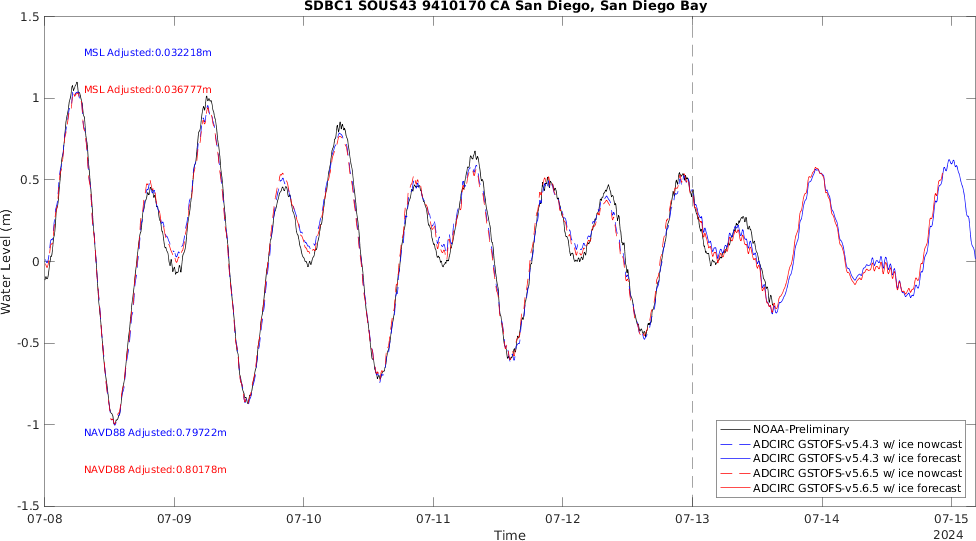 SDBC1 SOUS43 9410170 CA San Diego, San Diego Bay
1.5
1
0.5
0
-0.5
-1
-1.5
Water Level (m)
MSL Adjusted:0.032218m
MSL Adjusted:0.036777m
NAVD88 Adjusted:0.79722m
NAVD88 Adjusted:0.80178m
NOAA-Preliminary
ADCIRC GSTOFS-v5.4.3 w/ ice nowcast
ADCIRC GSTOFS-v5.4.3 w/ ice forecast
ADCIRC GSTOFS-v5.6.5 w/ ice nowcast
ADCIRC GSTOFS-v5.6.5 w/ ice forecast
07-08 07-09 07-10 07-11 07-12 07-13 07-14 07-15
Time
2024